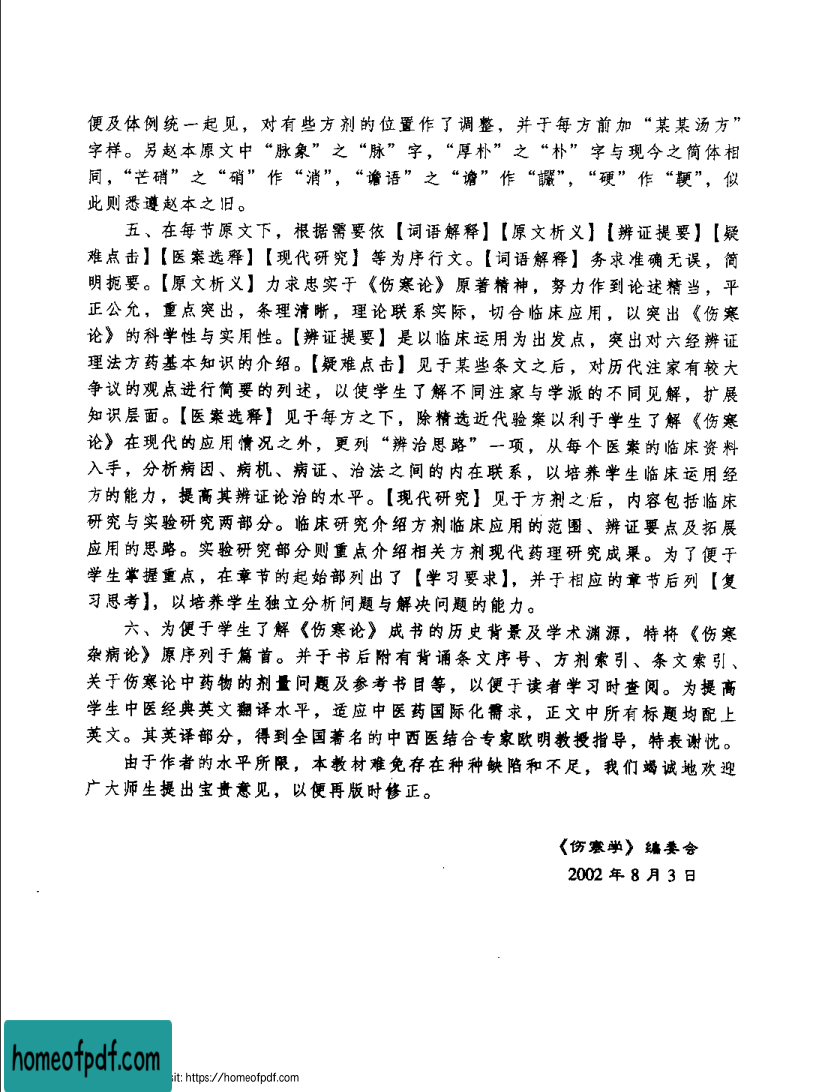 便及体例统一起见，对有些方剂的位置作了调整，并于每方前加“某某汤方”
字样。另赵本原文中“脉象”之“脉”字，“厚朴”之“朴”字与现今之简体相
同，“芒硝”之“硝”作“消”，“谵语”之“谵”作“讝”，“硬”作“鞕”，似
此则悉遵赵本之旧。
五、在每节原文下，根据需要依【词语解释】【原文析义】【辨证提要】【疑
难点击】【医案选释】【现代研究】等为序行文。【词语解释】务求准确无误，简
明扼要。【原文析义】力求忠实于《伤寒论》原著精神，努力作到论述精当，平
正公允，重点突出，条理清晰，理论联系实际，切合临床应用，以突出《伤寒
论》的科学性与实用性。【辨证提要】是以临床运用为出发点，突出对六经辨证
理法方药基本知识的介绍。【疑难点击】见于某些条文之后，对历代注家有较大
争议的观点进行简要的列述，以使学生了解不同注家与学派的不同见解，扩展
知识层面。【医案选释】见于每方之下，除精选近代验案以利于学生了解《伤寒
论》在现代的应用情况之外，更列“辨治思路”一项，从每个医案的临床资料
入手，分析病因、病机、病证、治法之间的内在联系，以培养学生临床运用经
方的能力，提高其辨证论治的水平。【现代研究】见于方剂之后，内容包括临床
研究与实验研究两部分。临床研究介绍方剂临床应用的范围、辨证要点及拓展
应用的思路。实验研究部分则重点介绍相关方剂现代药理研究成果。为了便于
学生掌握重点，在章节的起始部列出了【学习要求】，并于相应的章节后列【复
习思考】，以培养学生独立分析问题与解决问题的能力。
六、为便于学生了解《伤寒论》成书的历史背景及学术渊源，特将《伤寒
杂病论》原序列于篇首。并于书后附有背诵条文序号、方剂索引、条文索引、
关于伤寒论中药物的剂量问题及参考书目等，以便于读者学习时查阅。为提高
学生中医经典英文翻译水平，适应中医药国际化需求，正文中所有标题均配上
英文。其英译部分，得到全国著名的中西医结合专家欧明教授指导，特表谢忱。
由于作者的水平所限，本教材难免存在种种缺陷和不足，我们竭诚地欢迎
广大师生提出宝贵意见，以便再版时修正。
《伤寒学》编委会
2002 年 8 月 3 日
homeofpdf.com
sit: https://homeofpdf.com